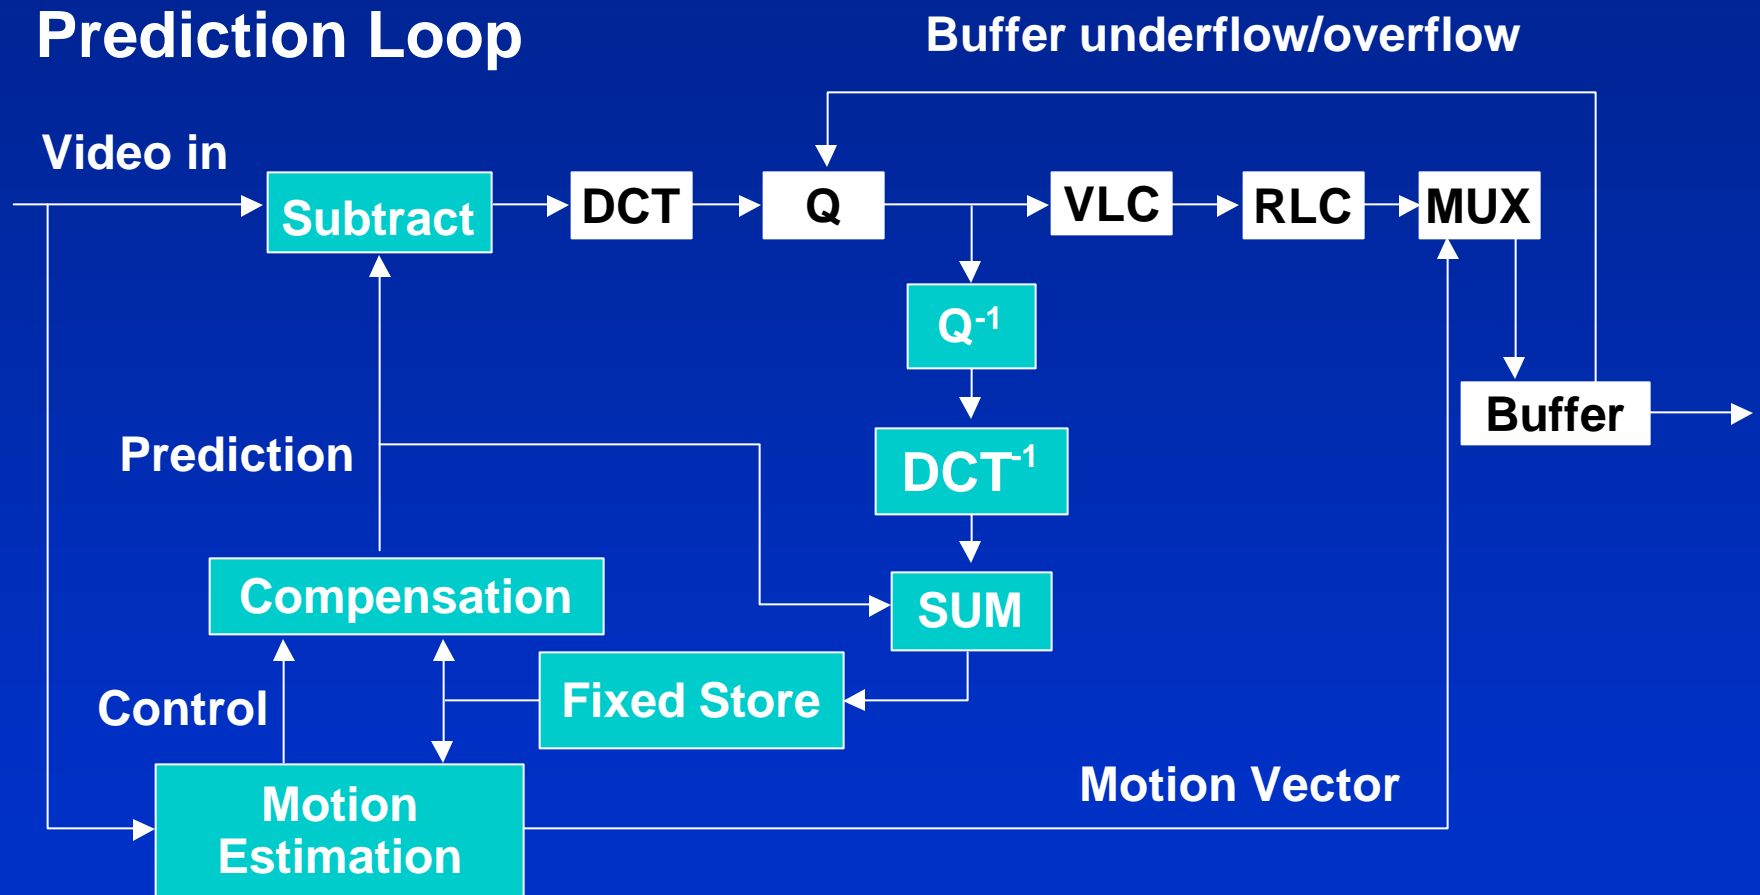 Prediction Loop
Buffer underflow/overflow
Video in
Subtract
DCT
Q
VLC
RLC
MUX
Q-1
Buffer
Prediction
DCT-1
Compensation
SUM
Control
Fixed Store
Motion Vector
Motion
Estimation